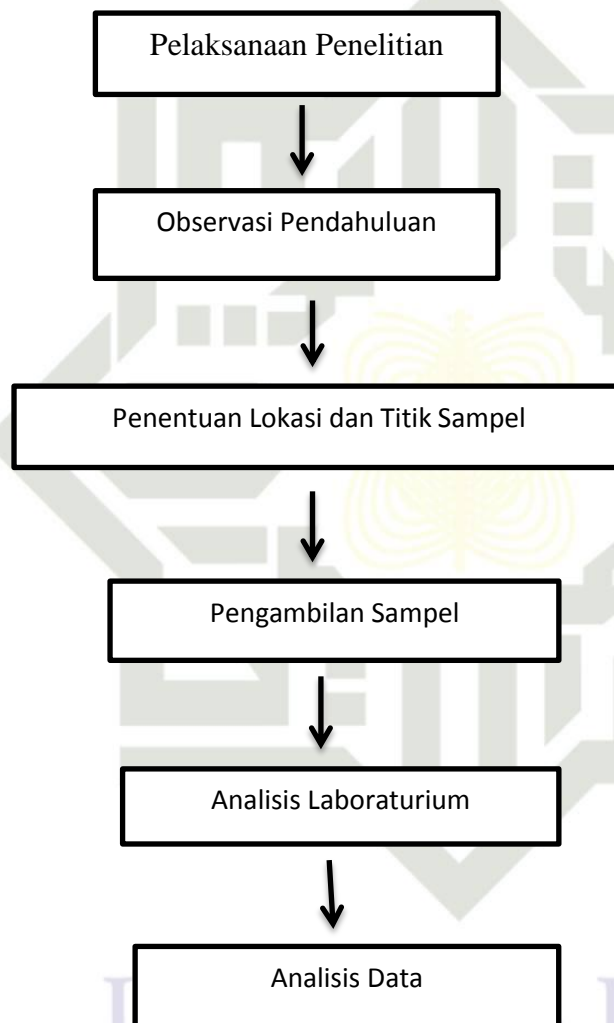 Pelaksanaan Penelitian
Observasi Pendahuluan
Penentuan Lokasi dan Titik Sampel
Pengambilan Sampel
Analisis Laboraturium
Analisis Data